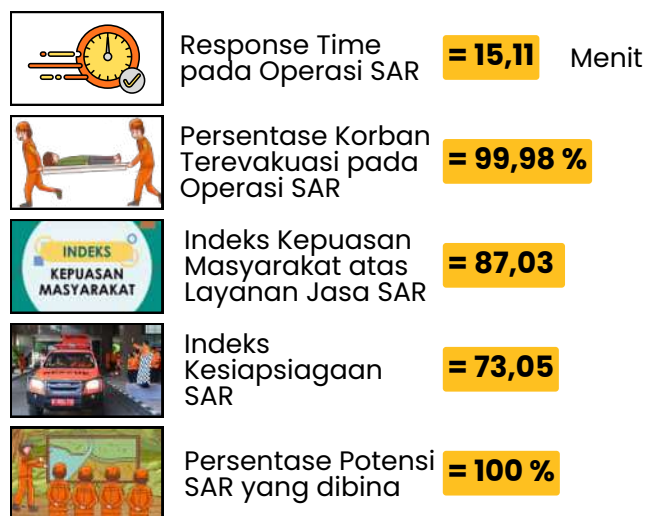 Response Time
pada Operasi SAR
= 15,11
Menit
Persentase Korban
Terevakuasi pada
Operasi SAR
= 99,98 %
INDEKS
KEPUASAN
MASYARAKAT
Indeks Kepuasan
Masyarakat atas
Layanan Jasa SAR
= 87,03
RESCUE
Indeks
Kesiapsiagaan
SAR
= 73,05
Persentase Potensi
SAR yang dibina
= 100 %